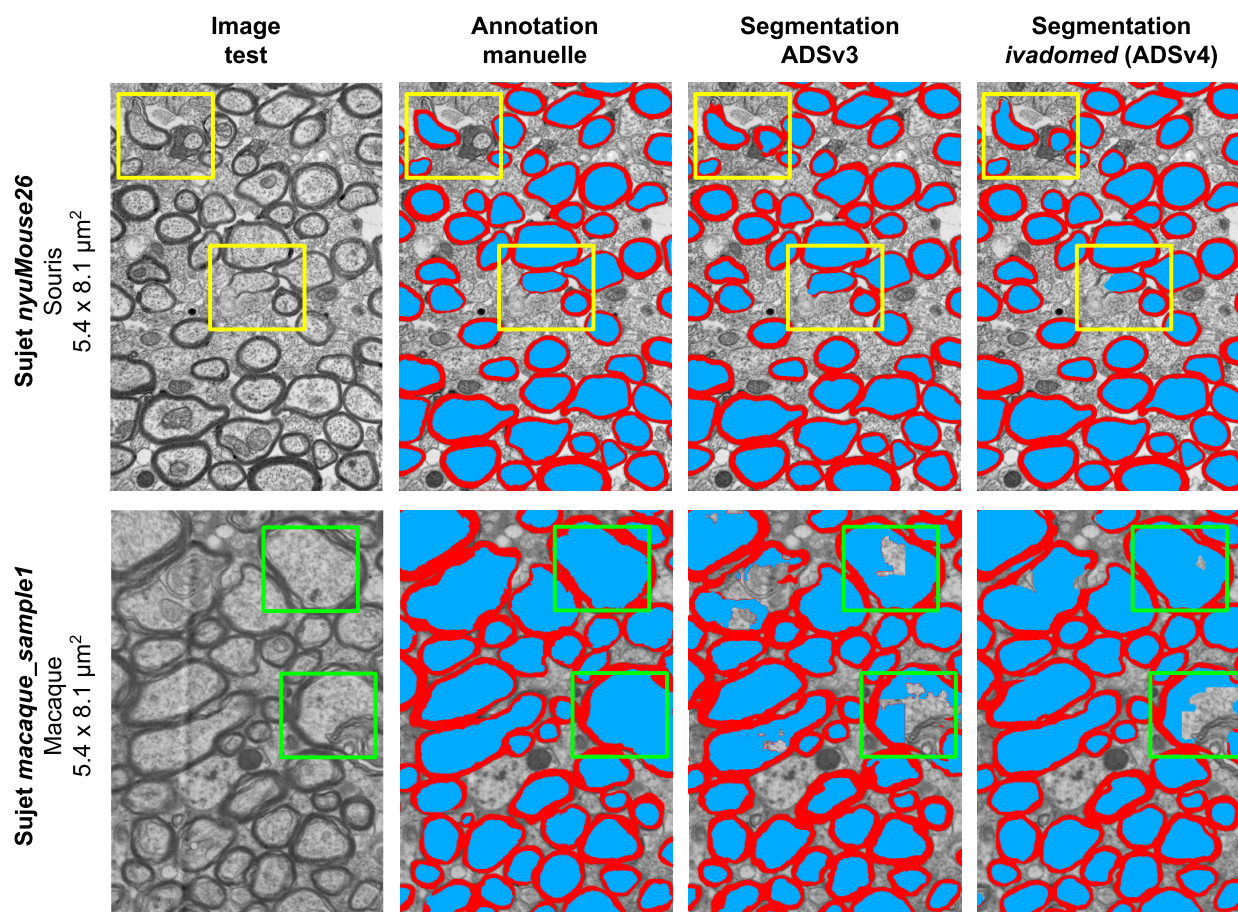 Image
test
Annotation
manuelle
Segmentation
ADSv3
Segmentation
ivadomed (ADSv4)
Sujet nyuMouse26
Souris
5.4 x 8.1 µm²
Sujet macaque_sample1
Macaque
5.4 x 8.1 µm²